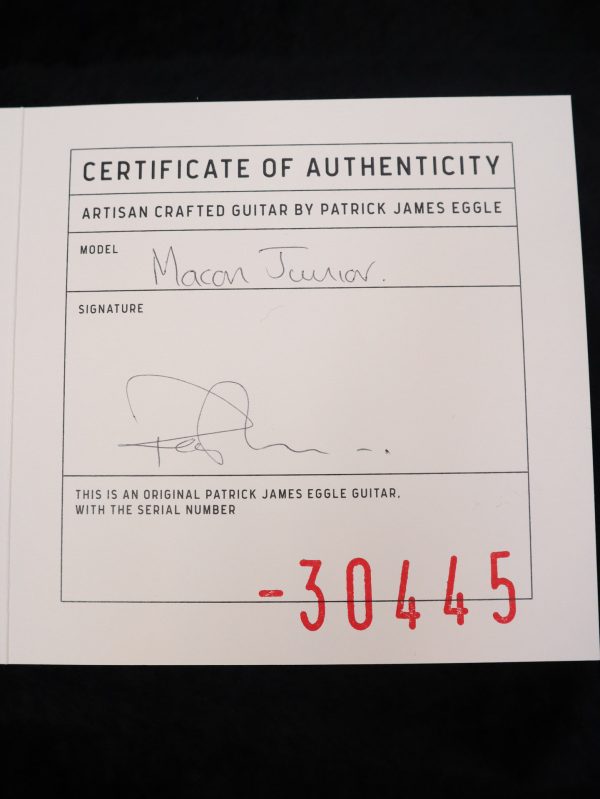 CERTIFICATE OF AUTHENTICITY
ARTISAN CRAFTED GUITAR BY PATRICK JAMES EGGLE
MODEL
Macon Junior.
SIGNATURE
THIS IS AN ORIGINAL PATRICK JAMES EGGLE GUITAR,
WITH THE SERIAL NUMBER
-30445